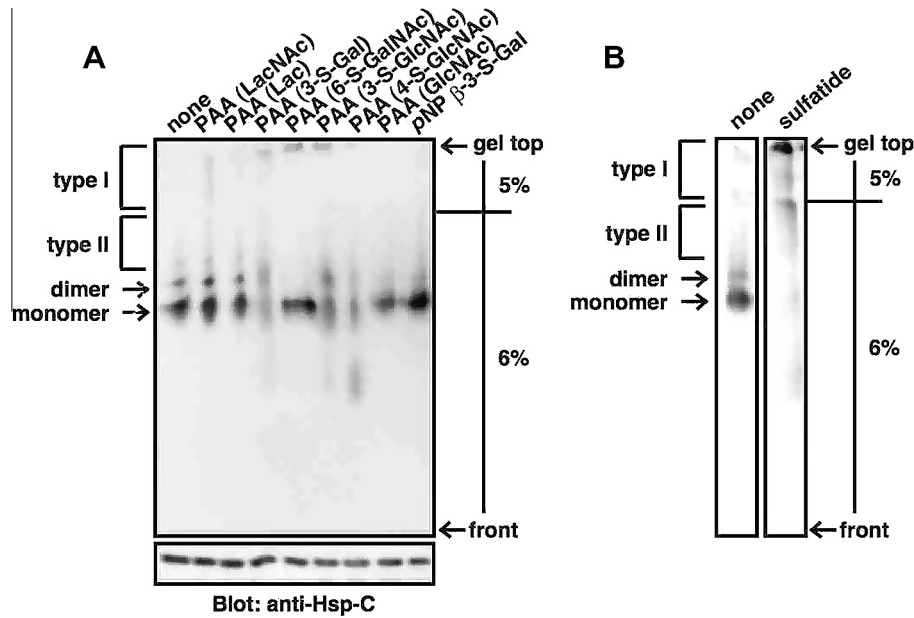 A
none
PAA (LacNAc)
PAA (Lac)
PAA (3-S-Gal)
PAA (6-S-GalNAc)
PAA (3-S-GlcNAc)
PAA (4-S-GlcNAc)
PAA (GlcNAc)
pNP β-3-S-Gal
gel top
type I
5%
type II
dimer
monomer
6%
front
Blot: anti-Hsp-C
B
none
sulfatide
gel top
type I
5%
type II
dimer
monomer
6%
front